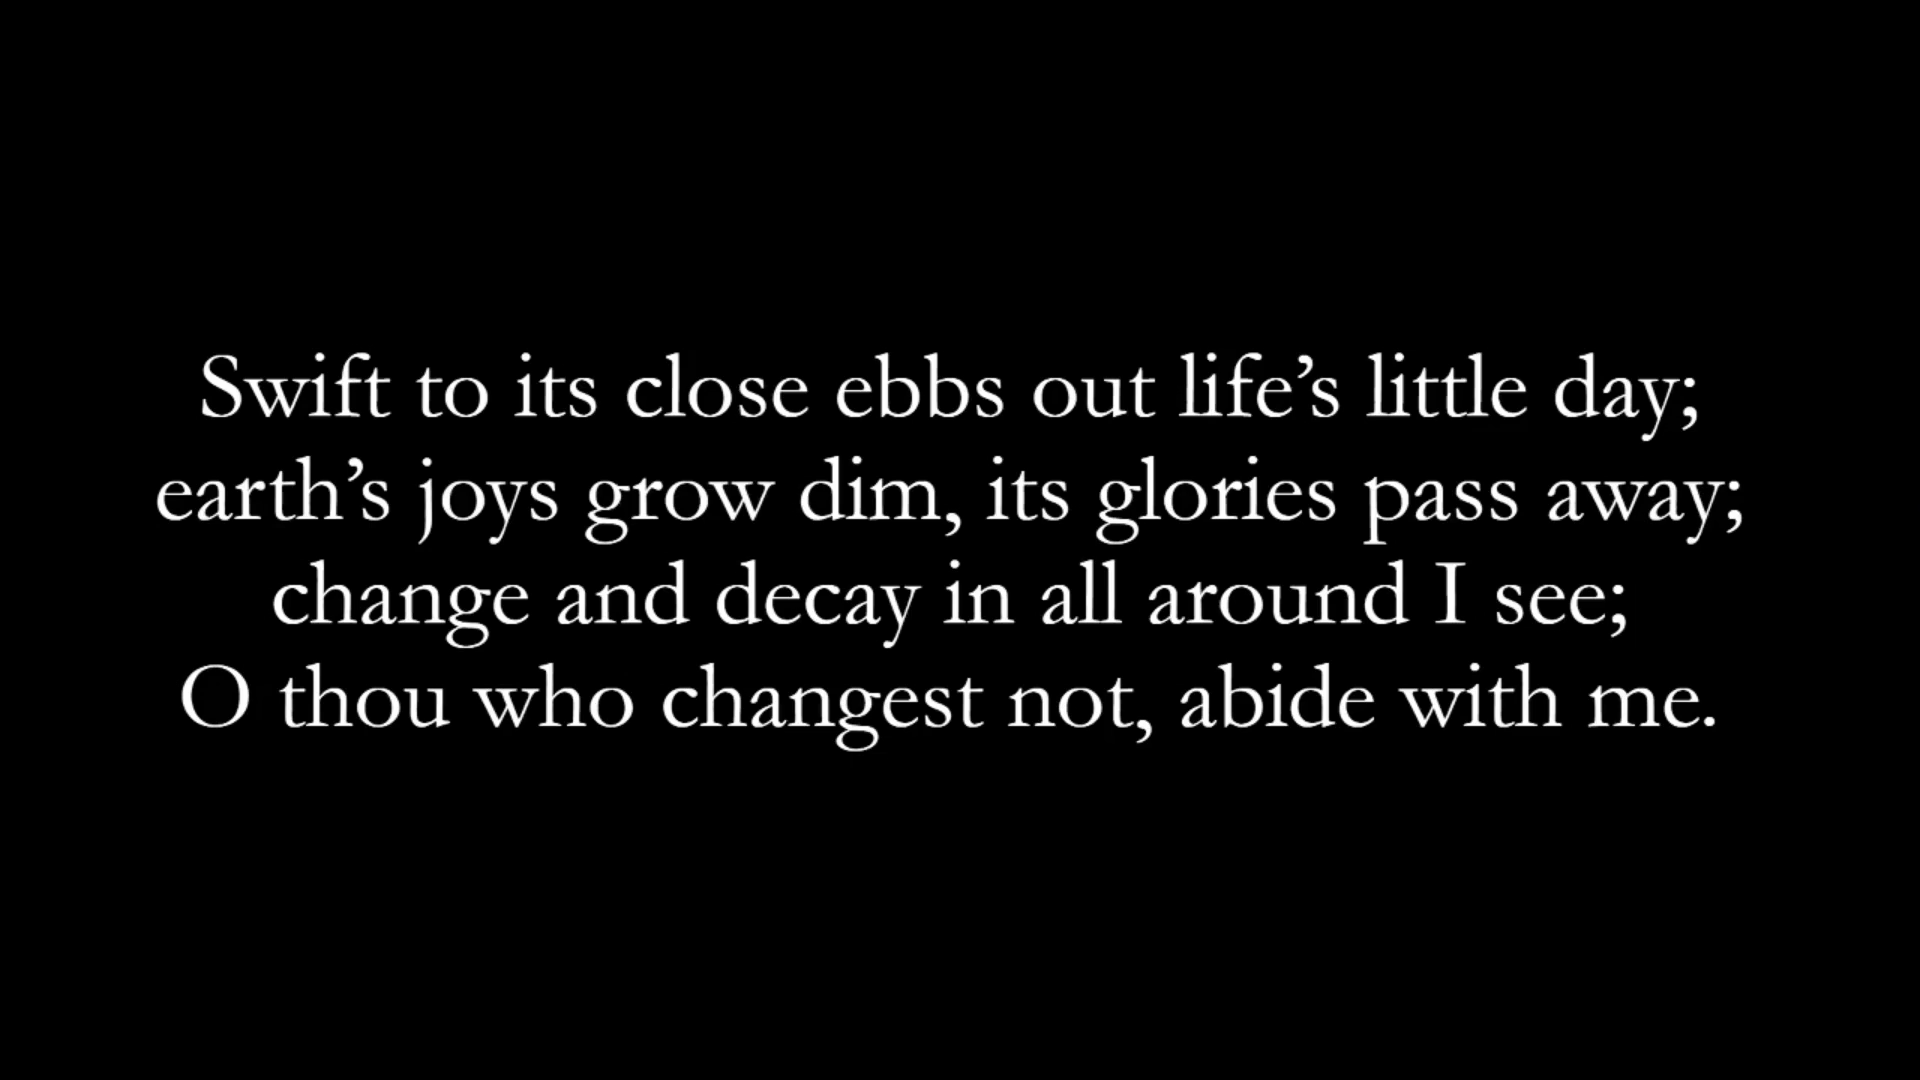 Swift to its close ebbs out life’s little day;
earth’s joys grow dim, its glories pass away;
change and decay in all around I see;
O thou who changest not, abide with me.